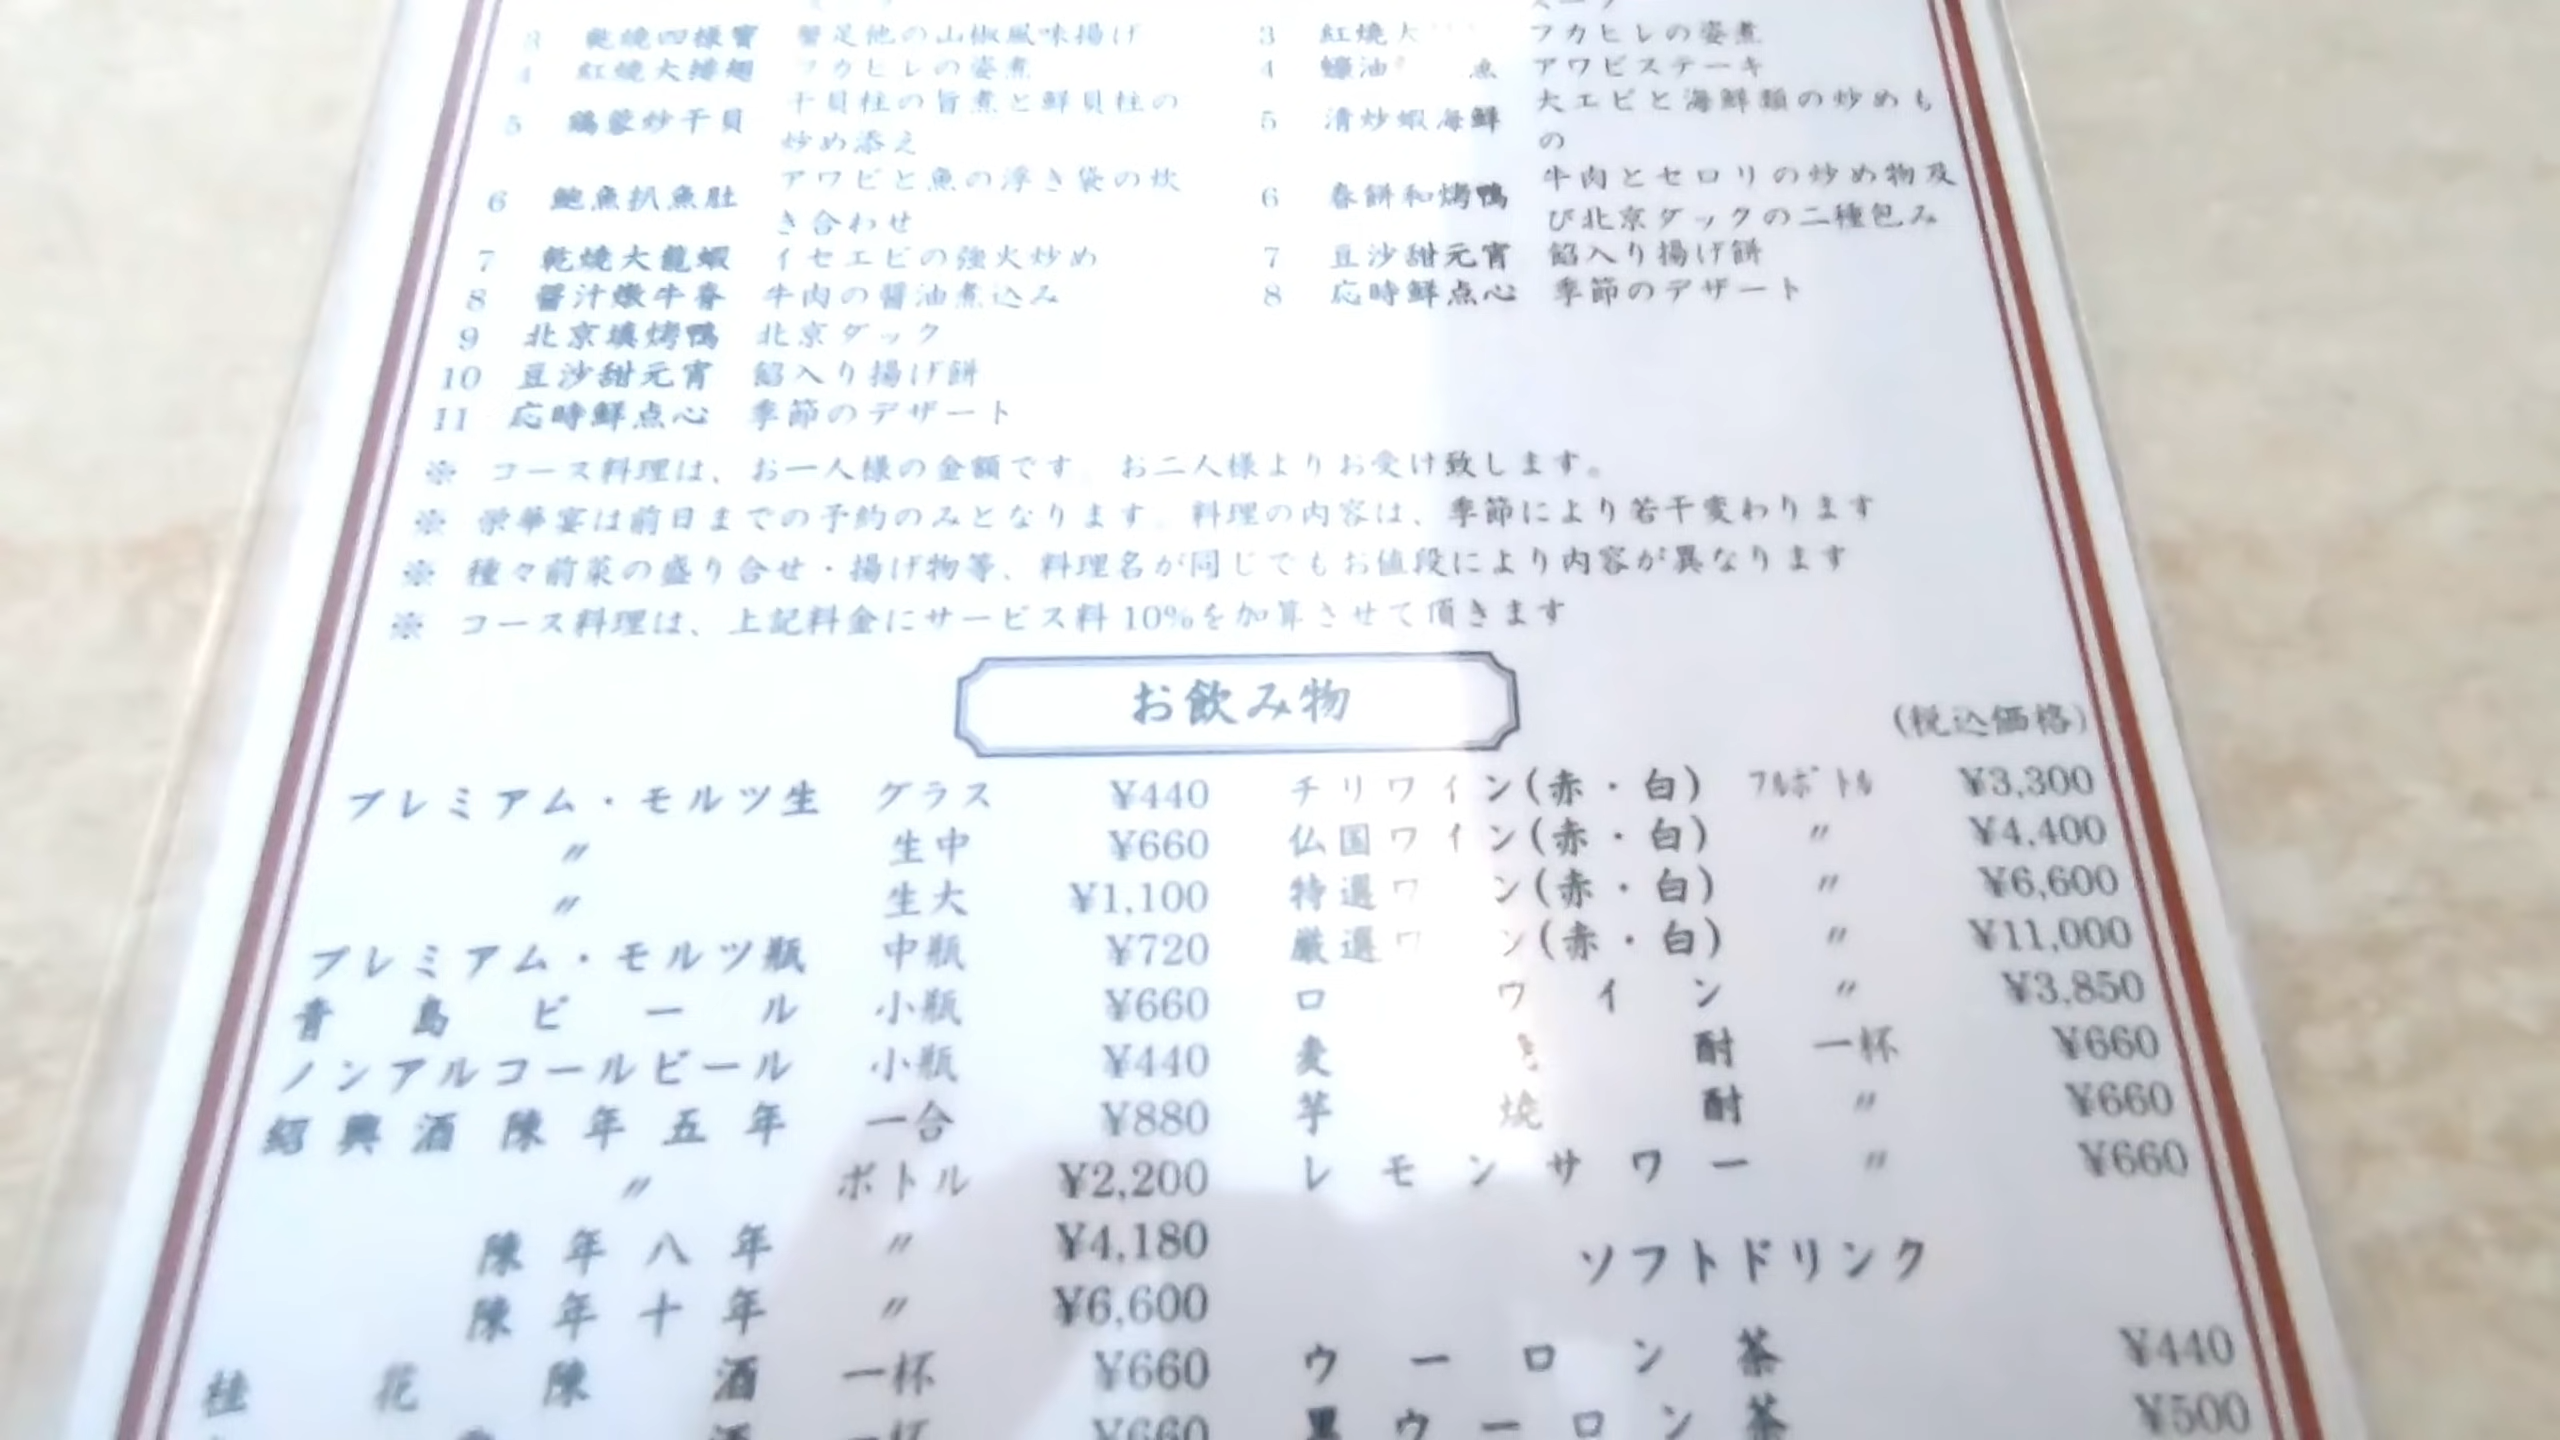 スープ
3 乾焼四様宝 蟹足他の山椒風味揚げ
4 紅焼大排翅 フカヒレの姿煮
5 鶏蓉炒干貝 干貝柱の旨煮と鮮貝柱の
炒め添え
6 鮑魚扒魚肚 アワビと魚の浮き袋の炊
き合わせ
7 乾焼大龍蝦 イセエビの強火炒め
8 醤汁燉牛脊 牛肉の醤油煮込み
9 北京填烤鴨 北京ダック
10 豆沙甜元宵 餡入り揚げ餅
11 応時鮮点心 季節のデザート
3 紅焼大 フカヒレの姿煮
4 蠔油 アワビステーキ
5 清炒蝦海鮮 大エビと海鮮類の炒めも
の
6 春餅和烤鴨 牛肉とセロリの炒め物及
び北京ダックの二種包み
7 豆沙甜元宵 餡入り揚げ餅
8 応時鮮点心 季節のデザート
※ コース料理は、お一人様の金額です。お二人様よりお受け致します。
※ 栄華宴は前日までの予約のみとなります。料理の内容は、季節により若干変わります
※ 種々前菜の盛り合せ・揚げ物等、料理名が同じでもお値段により内容が異なります
※ コース料理は、上記料金にサービス料10%を加算させて頂きます
お飲み物
(税込価格)
プレミアム・モルツ生 グラス ¥440
〃 生中 ¥660
〃 生大 ¥1,100
プレミアム・モルツ瓶 中瓶 ¥720
青島ビール 小瓶 ¥660
ノンアルコールビール 小瓶 ¥440
紹興酒陳年五年 一合 ¥880
〃 ボトル ¥2,200
陳年八年 〃 ¥4,180
陳年十年 〃 ¥6,600
桂花陳酒 一杯 ¥660
酒 一杯 ¥660
チリワイン(赤・白) フルボトル ¥3,300
仏国ワイン(赤・白) 〃 ¥4,400
特選ワ ン(赤・白) 〃 ¥6,600
厳選ワ ン(赤・白) 〃 ¥11,000
ロ ワイン 〃 ¥3,850
麦 酎 一杯 ¥660
芋焼酎 〃 ¥660
レモンサワー 〃 ¥660
ソフトドリンク
ウーロン茶 ¥440
黒ウーロン茶 ¥500